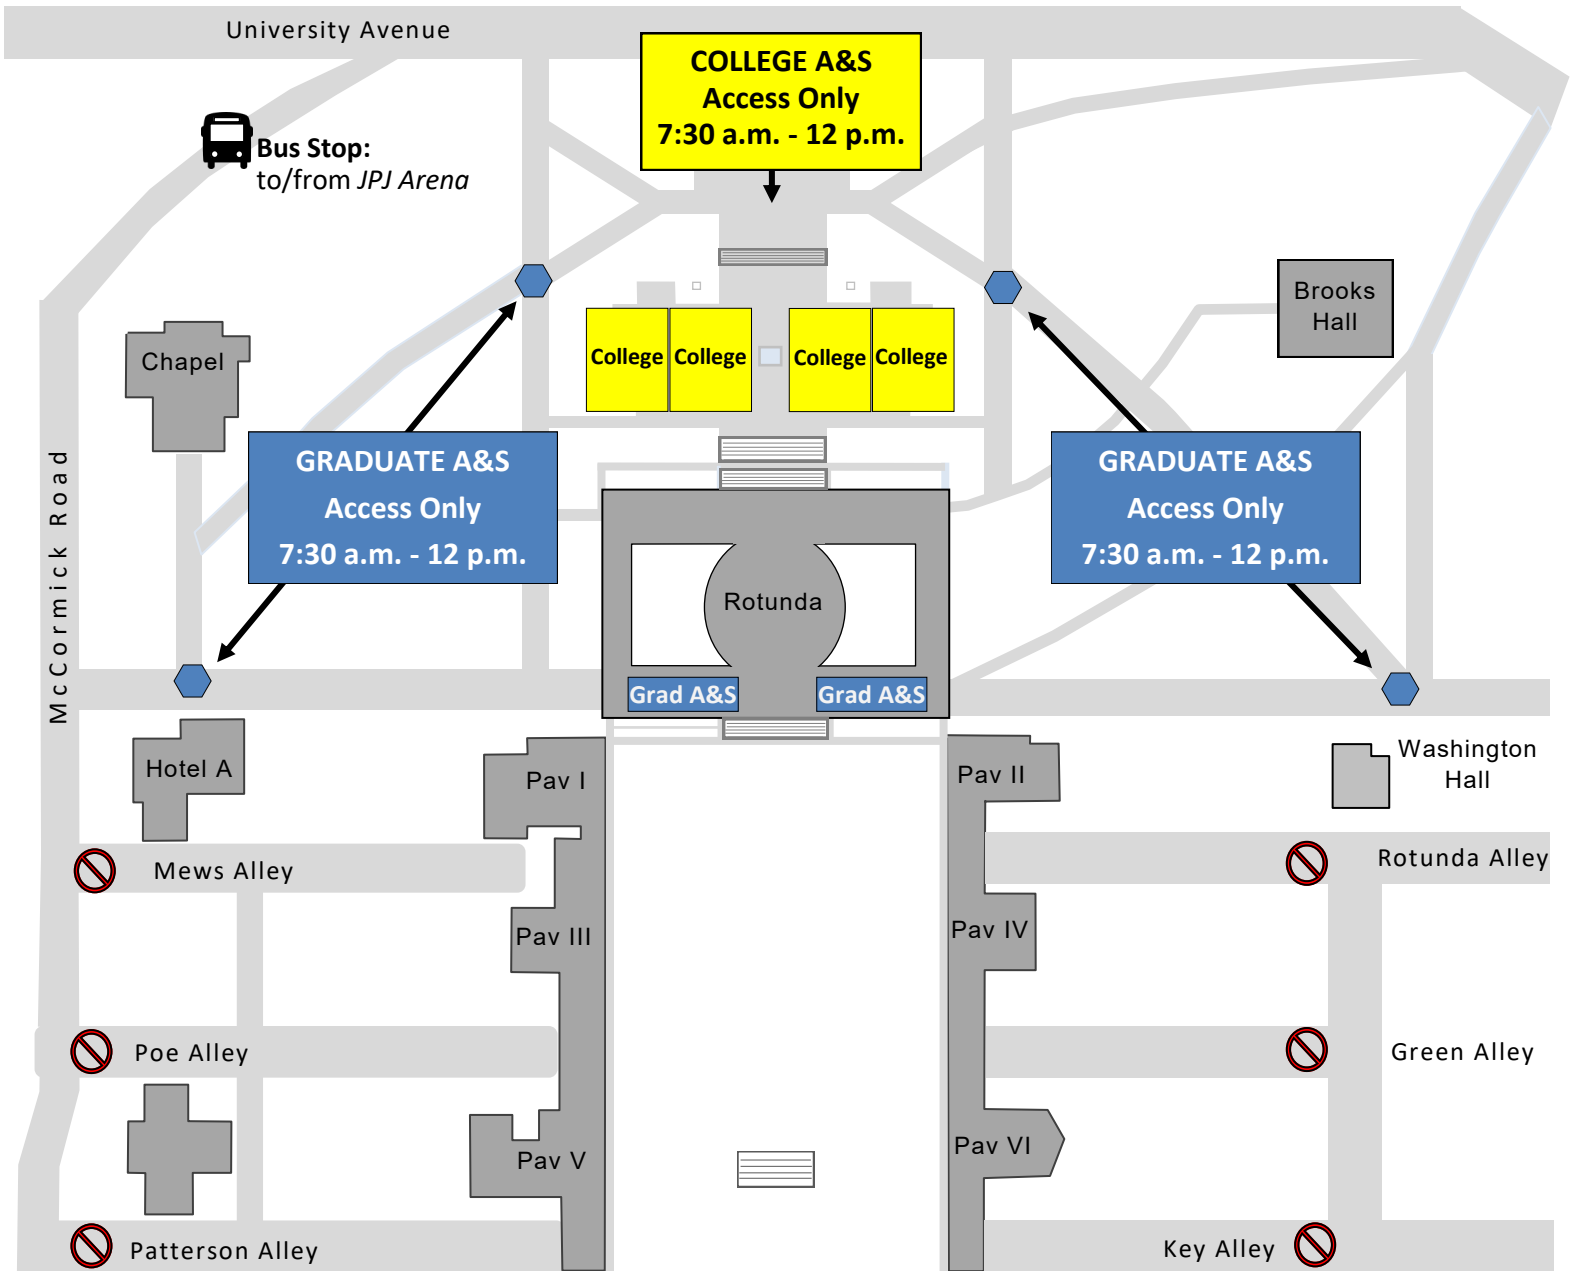 University Avenue
COLLEGE A&S
Access Only
7:30 a.m. - 12 p.m.
Bus Stop:
to/from JPJ Arena
Brooks
Hall
Chapel
College
College
College
College
McCormick Road
GRADUATE A&S
Access Only
7:30 a.m. - 12 p.m.
GRADUATE A&S
Access Only
7:30 a.m. - 12 p.m.
Rotunda
Grad A&S
Grad A&S
Hotel A
Pav I
Pav II
Washington
Hall
Mews Alley
Rotunda Alley
Pav III
Pav IV
Poe Alley
Green Alley
Pav V
Pav VI
Patterson Alley
Key Alley